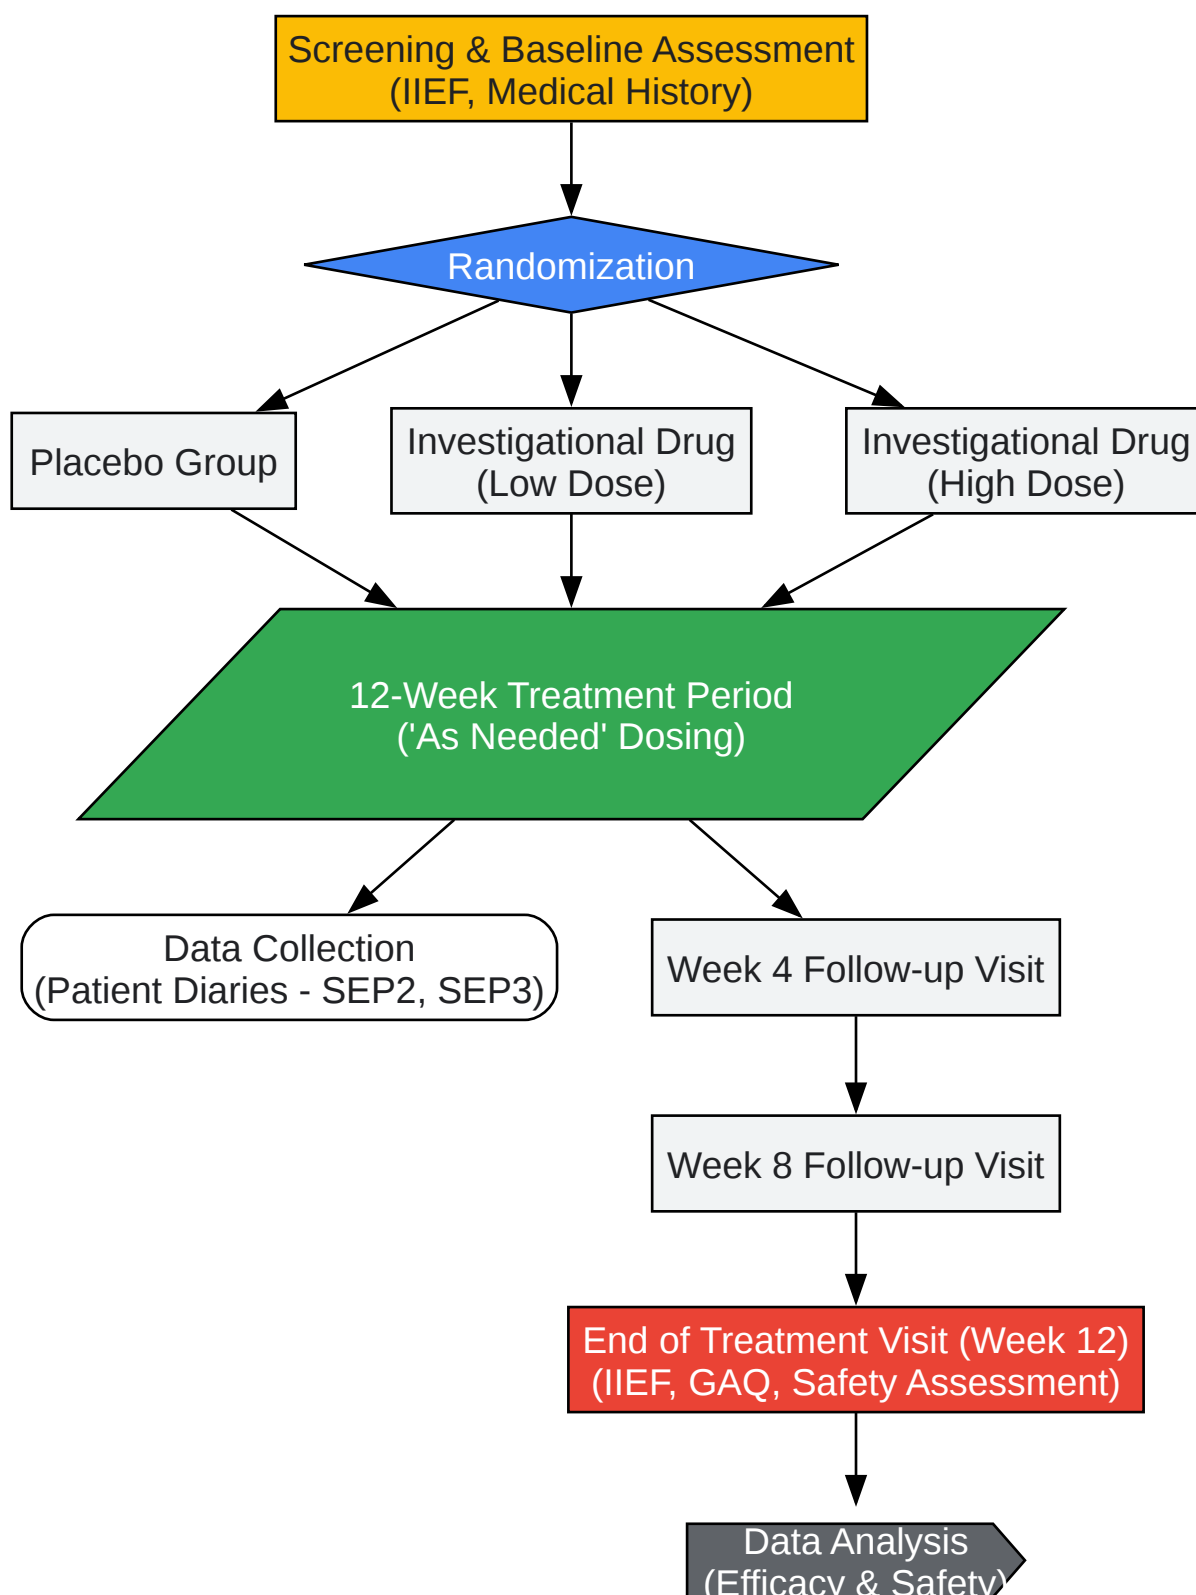 Screening & Baseline Assessment
(IIEF, Medical History)
Randomization
Placebo Group
Investigational Drug
(Low Dose)
Investigational Drug
(High Dose)
12-Week Treatment Period
('As Needed' Dosing)
Data Collection
(Patient Diaries - SEP2, SEP3)
Week 4 Follow-up Visit
Week 8 Follow-up Visit
End of Treatment Visit (Week 12)
(IIEF, GAQ, Safety Assessment)
Data Analysis
(Efficacy & Safety)